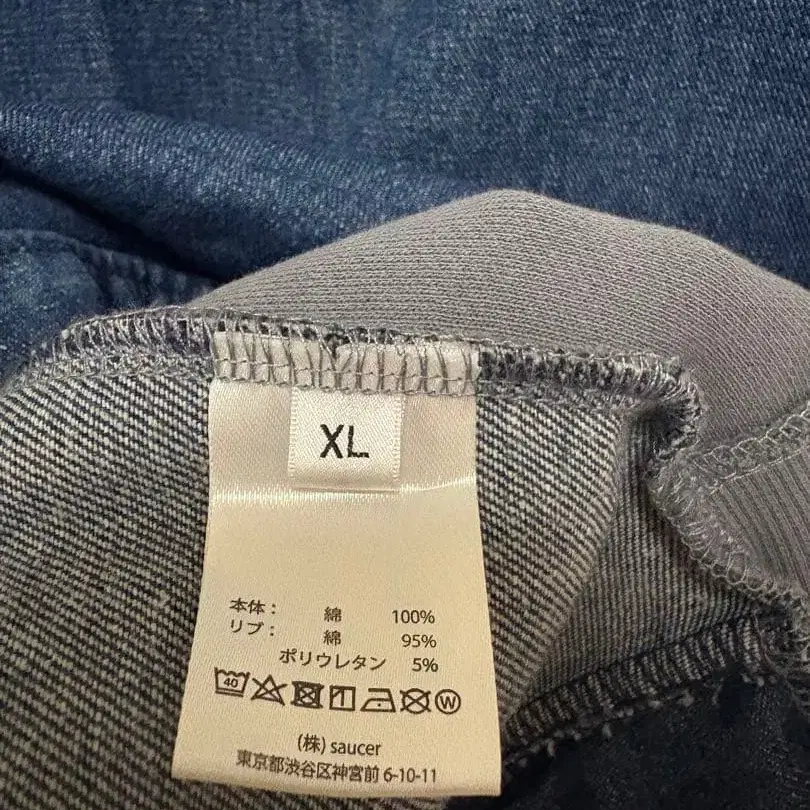 XL
本体： 綿 100%
リブ： 綿 95%
ポリウレタン 5%
40 W
(株) saucer
東京都渋谷区神宮前 6-10-11